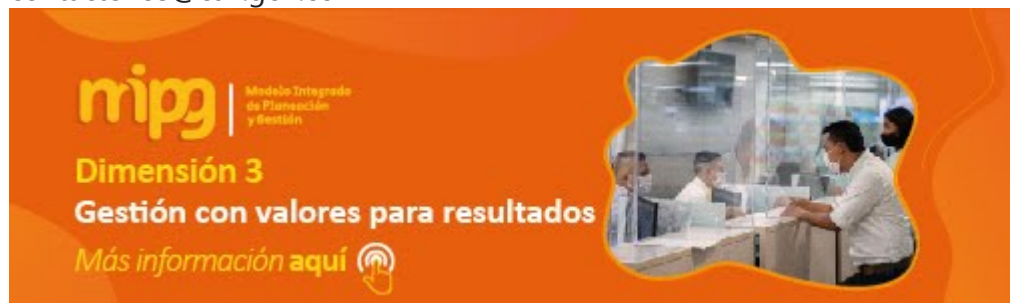 mipg
Modelo Integrado
de Planeación
y Gestión
Dimensión 3
Gestión con valores para resultados
Más información aquí